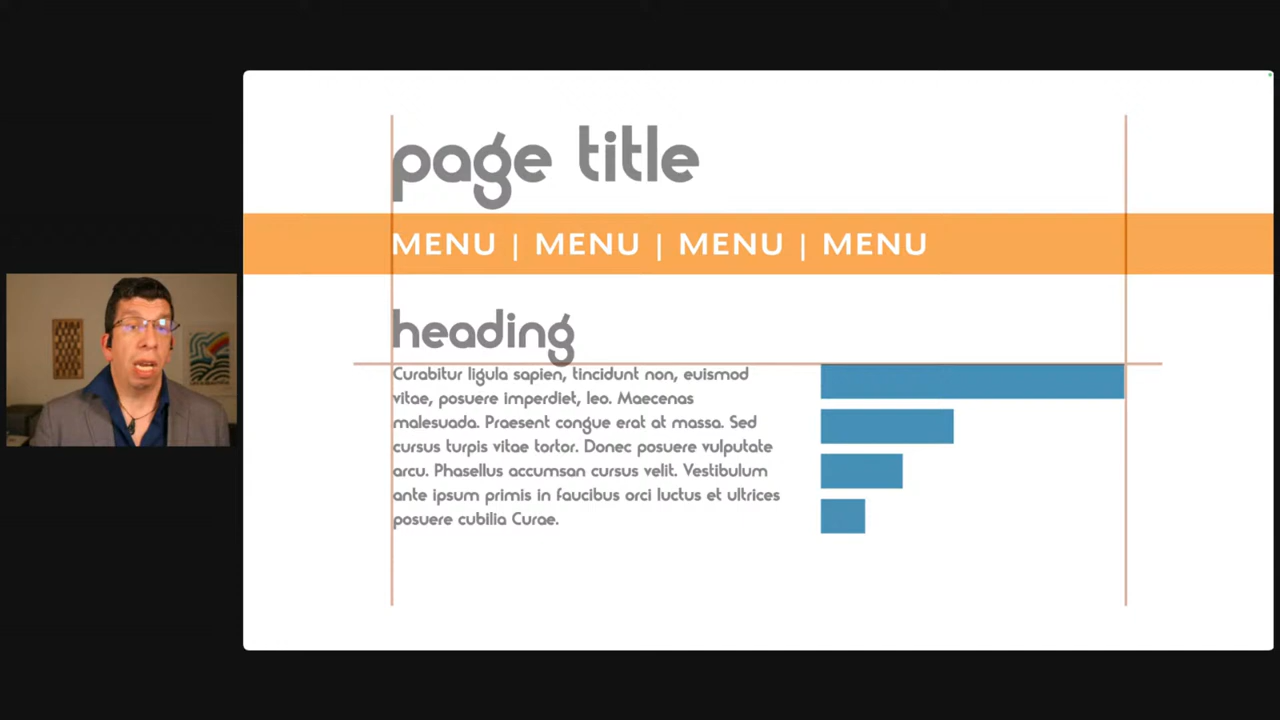 page title
MENU | MENU | MENU | MENU
heading
Curabitur ligula sapien, tincidunt non, euismod
vitae, posuere imperdiet, leo. Maecenas
malesuada. Praesent congue erat at massa. Sed
cursus turpis vitae tortor. Donec posuere vulputate
arcu. Phasellus accumsan cursus velit. Vestibulum
ante ipsum primis in faucibus orci luctus et ultrices
posuere cubilia Curae.